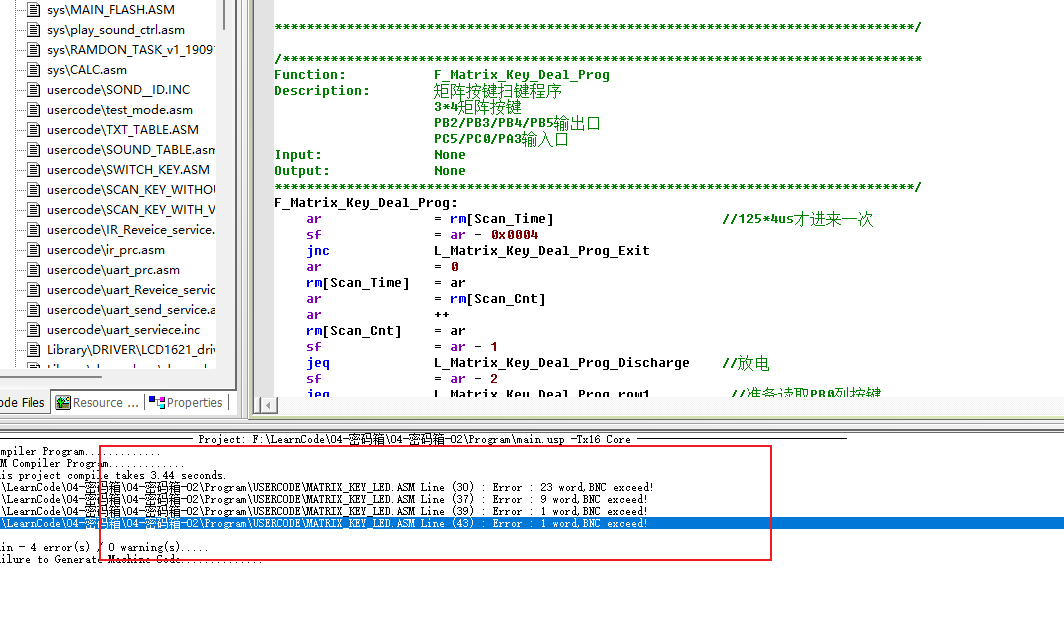 sys\MAIN_FLASH.ASM
sys\play_sound_ctrl.asm
sys\RAMDON_TASK_v1_1909
sys\CALC.asm
usercode\SOND__ID.INC
usercode\test_mode.asm
usercode\TXT_TABLE.ASM
usercode\SOUND_TABLE.asm
usercode\SWITCH_KEY.ASM
usercode\SCAN_KEY_WITHOU
usercode\SCAN_KEY_WITH_V
usercode\IR_Reveice_service.
usercode\ir_prc.asm
usercode\uart_prc.asm
usercode\uart_Reveice_servic
usercode\uart_send_service.a
usercode\uart_serviece.inc
Library\DRIVER\LCD1621_driv
ode Files Resource ... Properties
********************************************************************************/
/********************************************************************************
Function: F_Matrix_Key_Deal_Prog
Description: 矩阵按键扫键程序
3*4矩阵按键
PB2/PB3/PB4/PB5输出口
PC5/PC0/PA3输入口
Input: None
Output: None
********************************************************************************/
F_Matrix_Key_Deal_Prog:
ar = rm[Scan_Time] //125*4us才进来一次
sf = ar - 0x0004
jnc L_Matrix_Key_Deal_Prog_Exit
ar = 0
rm[Scan_Time] = ar
ar = rm[Scan_Cnt]
ar ++
rm[Scan_Cnt] = ar
sf = ar - 1
jeq L_Matrix_Key_Deal_Prog_Discharge //放电
sf = ar - 2
jeq L_Matrix_Key_Deal_Prog_row1 //准备读取PB0列按键
Project: F:\LearnCode\04-密码箱\04-密码箱-02\Program\main.usp -Tx16 Core
mpiler Program.............
M Compiler Program.............
is project compile takes 3.44 seconds.
\LearnCode\04-密码箱\04-密码箱-02\Program\USERCODE\MATRIX_KEY_LED.ASM Line (30) : Error : 23 word,BNC exceed!
\LearnCode\04-密码箱\04-密码箱-02\Program\USERCODE\MATRIX_KEY_LED.ASM Line (37) : Error : 9 word,BNC exceed!
\LearnCode\04-密码箱\04-密码箱-02\Program\USERCODE\MATRIX_KEY_LED.ASM Line (39) : Error : 1 word,BNC exceed!
\LearnCode\04-密码箱\04-密码箱-02\Program\USERCODE\MATRIX_KEY_LED.ASM Line (43) : Error : 1 word,BNC exceed!
in - 4 error(s) / 0 warning(s).....
ilure to Generate Machine Code..............